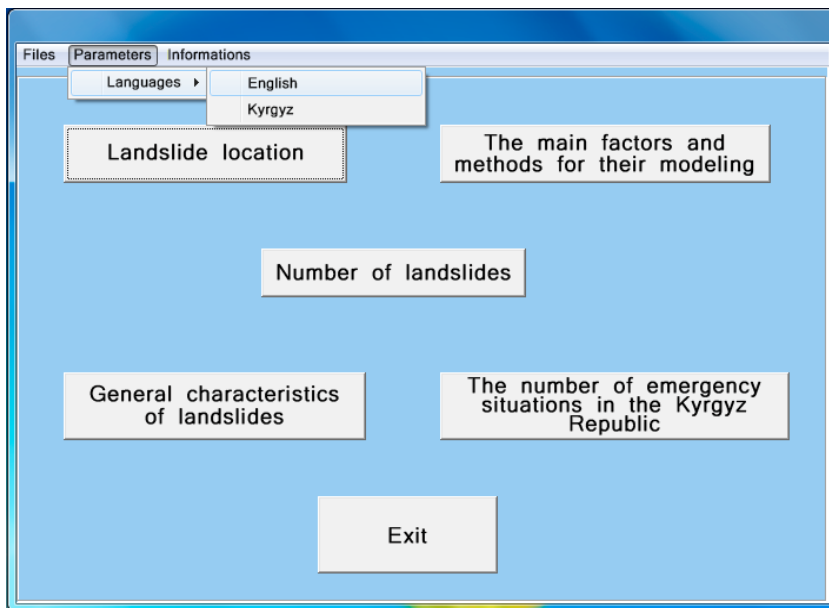 Files Parameters Informations
Languages English
Kyrgyz
Landslide location
The main factors and
methods for their modeling
Number of landslides
General characteristics
of landslides
The number of emergency
situations in the Kyrgyz
Republic
Exit